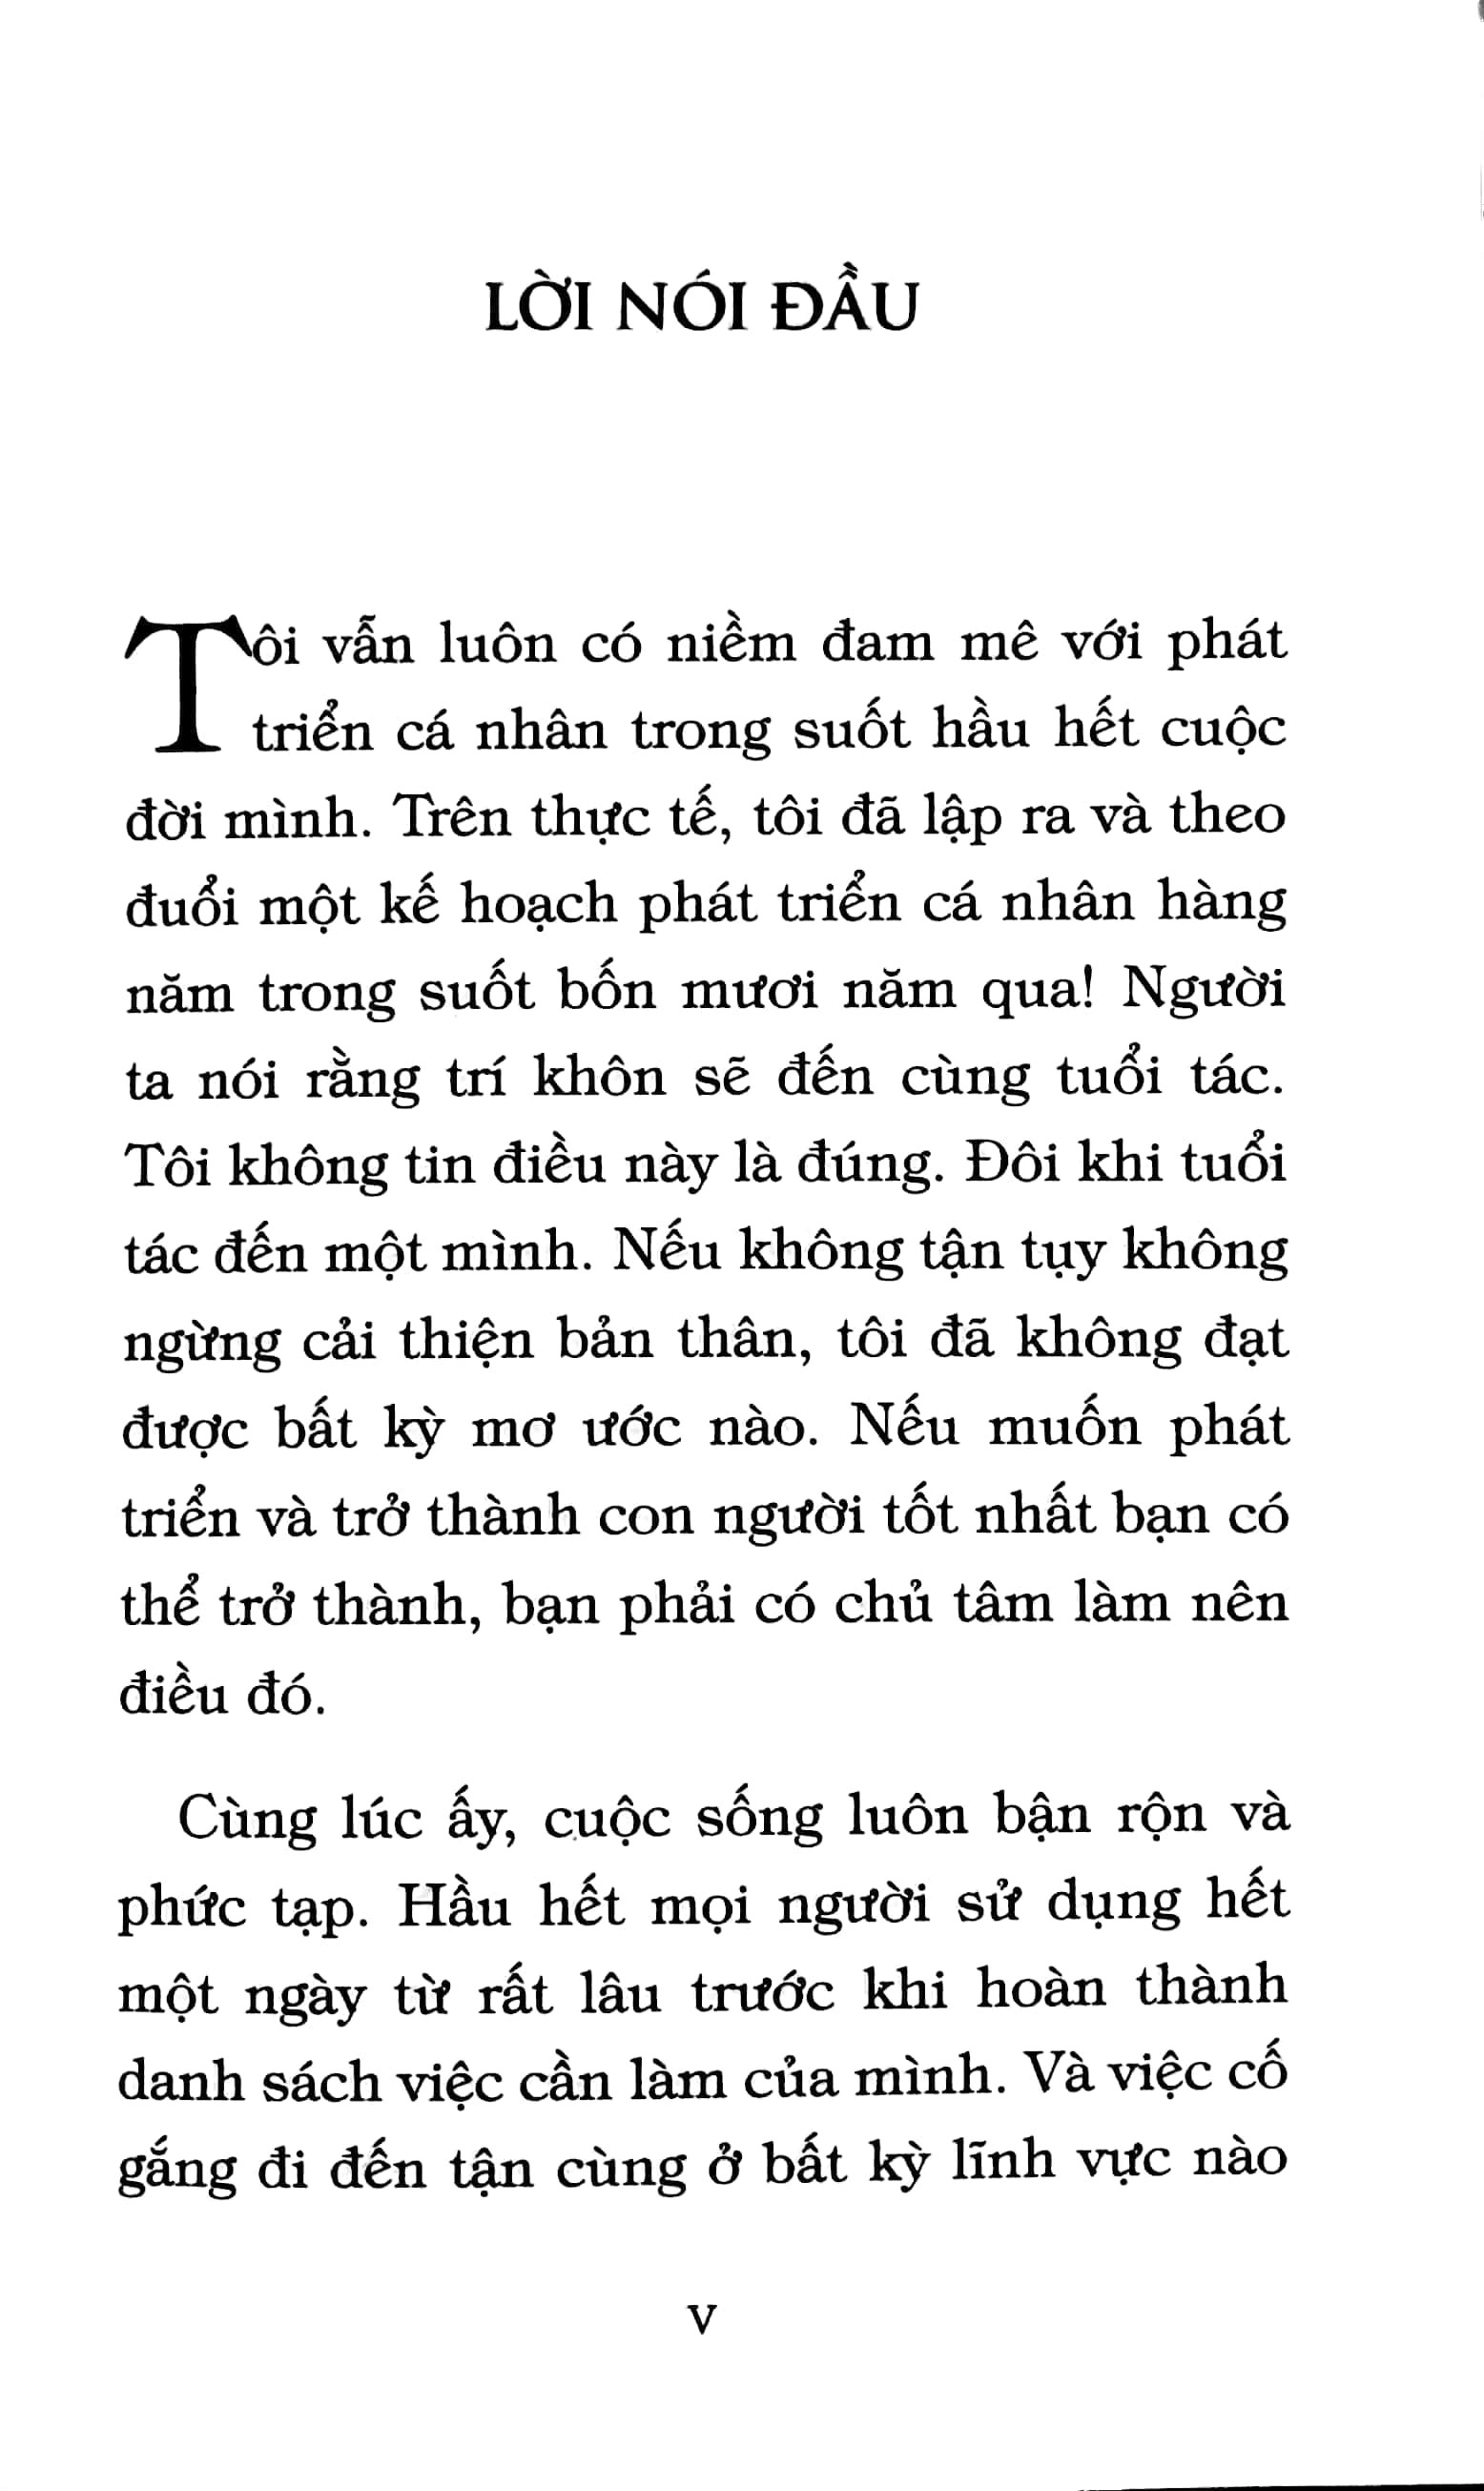 LỜI NÓI ĐẦU
Tôi vẫn luôn có niềm đam mê với phát
triển cá nhân trong suốt hầu hết cuộc
đời mình. Trên thực tế, tôi đã lập ra và theo
đuổi một kế hoạch phát triển cá nhân hàng
năm trong suốt bốn mươi năm qua! Người
ta nói rằng trí khôn sẽ đến cùng tuổi tác.
Tôi không tin điều này là đúng. Đôi khi tuổi
tác đến một mình. Nếu không tận tụy không
ngừng cải thiện bản thân, tôi đã không đạt
được bất kỳ mơ ước nào. Nếu muốn phát
triển và trở thành con người tốt nhất bạn có
thể trở thành, bạn phải có chủ tâm làm nên
điều đó.
Cùng lúc ấy, cuộc sống luôn bận rộn và
phức tạp. Hầu hết mọi người sử dụng hết
một ngày từ rất lâu trước khi hoàn thành
danh sách việc cần làm của mình. Và việc cố
gắng đi đến tận cùng ở bất kỳ lĩnh vực nào
v